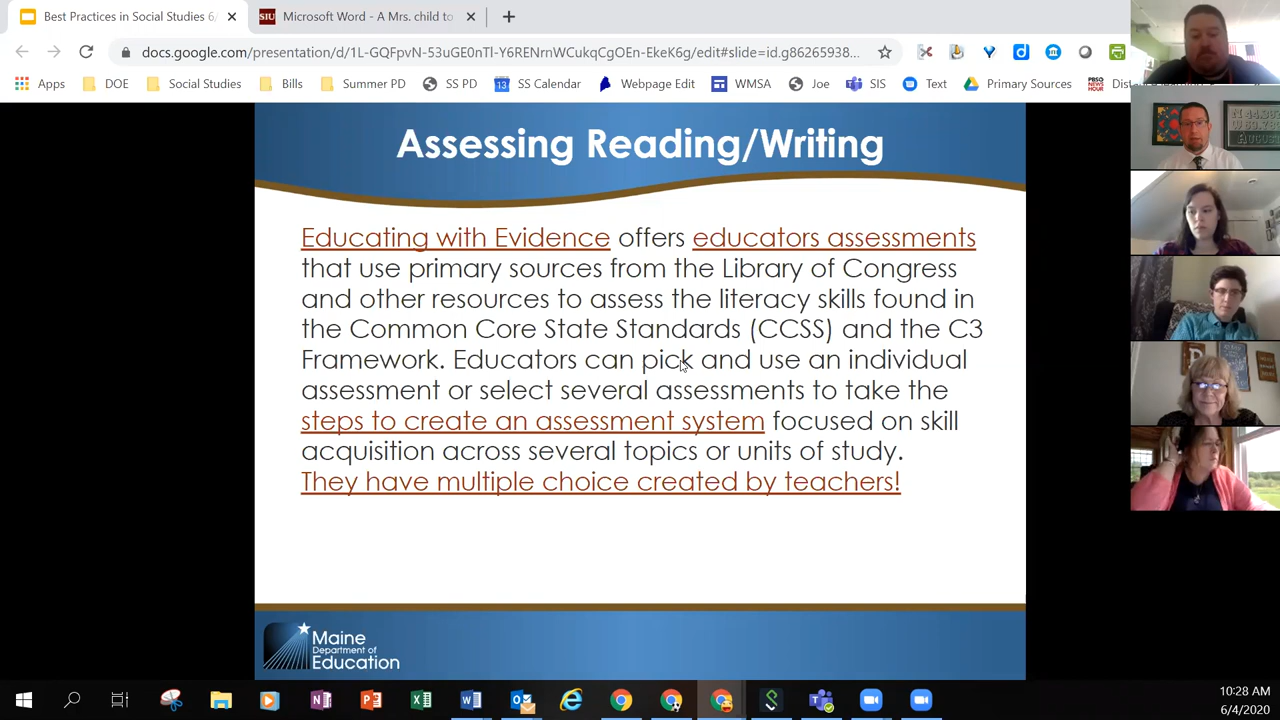 Best Practices in Social Studies 6/
SIU
Microsoft Word - A Mrs. child to
docs.google.com/presentation/d/1L-GQFpvN-53uGE0nTl-Y6RENrnWCukqCgOEn-EkeK6g/edit#slide=id.g86265938...
Apps DOE Social Studies Bills Summer PD SS PD 13 SS Calendar Webpage Edit WMSA Joe SIS Text Primary Sources
PBS NEWS HOUR
Assessing Reading/Writing
Educating with Evidence offers educators assessments
that use primary sources from the Library of Congress
and other resources to assess the literacy skills found in
the Common Core State Standards (CCSS) and the C3
Framework. Educators can pick and use an individual
assessment or select several assessments to take the
steps to create an assessment system focused on skill
acquisition across several topics or units of study.
They have multiple choice created by teachers!
Maine
Department of
Education
10:28 AM
6/4/2020